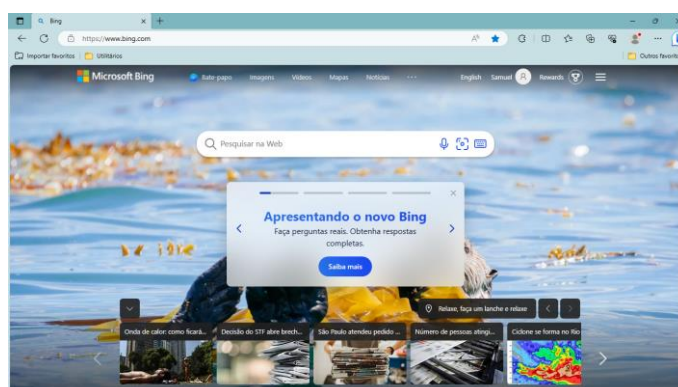 Bing
https://www.bing.com
Importar favoritos
Utilitários
Outros favorit
Microsoft Bing
Bate-papo
Imagens
Vídeos
Mapas
Notícias
English
Samuel
Rewards
Pesquisar na Web
Apresentando o novo Bing
Faça perguntas reais. Obtenha respostas
completas.
Saiba mais
Relaxe, faça um lanche e relaxe
Onda de calor: como ficará...
Decisão do STF abre brech...
São Paulo atendeu pedido ...
Número de pessoas atingi...
Ciclone se forma no Rio